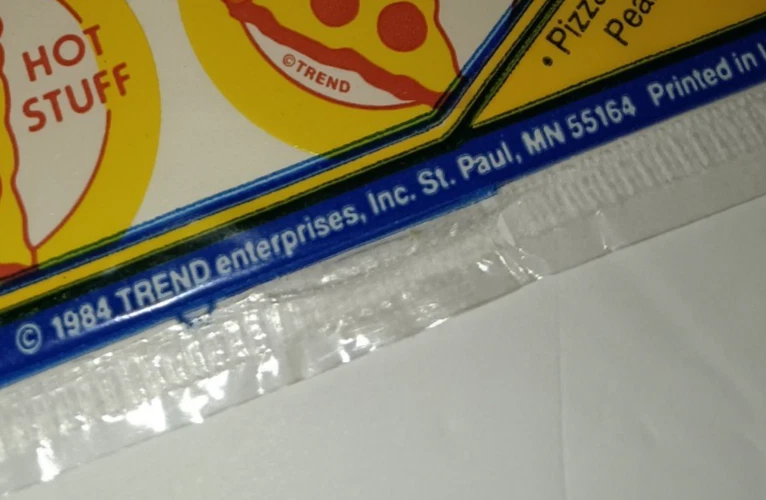 HOT
STUFF
©TREND
• Pizza
Pea
© 1984 TREND enterprises, Inc. St. Paul, MN 55164 Printed in